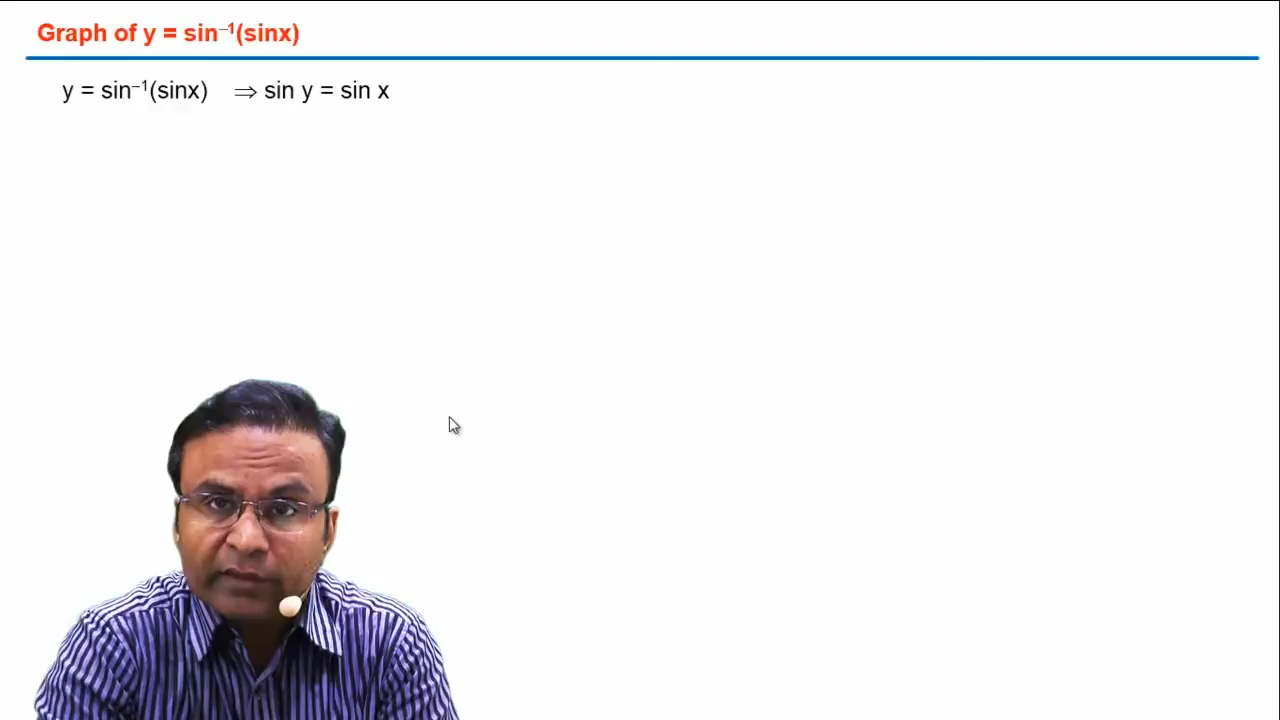 Graph of y = sin⁻¹(sinx)
y = sin⁻¹(sinx) ⇒ sin y = sin x